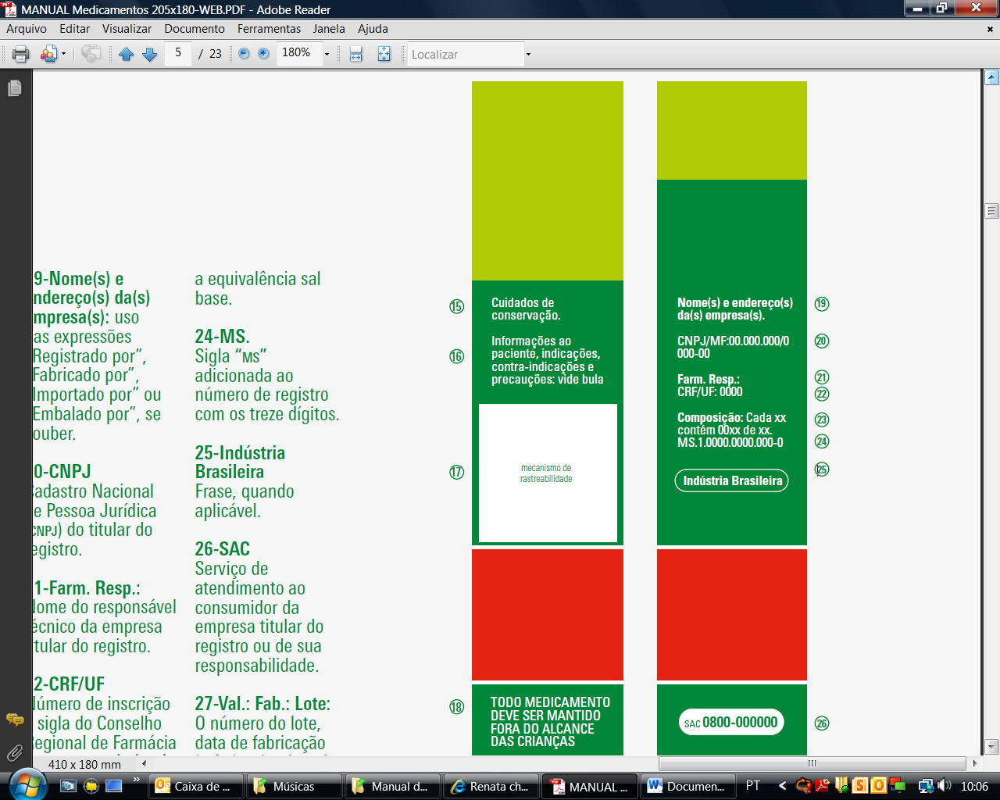 MANUAL Medicamentos 205x180-WEB.PDF - Adobe Reader
Arquivo Editar Visualizar Documento Ferramentas Janela Ajuda
5 / 23 180% Localizar
9-Nome(s) e
ndereço(s) da(s)
mpresa(s): uso
as expressões
Registrado por”,
Fabricado por”,
Importado por” ou
Embalado por”, se
ouber.
0-CNPJ
adastro Nacional
e Pessoa Jurídica
CNPJ) do titular do
egistro.
1-Farm. Resp.:
Nome do responsável
écnico da empresa
tular do registro.
2-CRF/UF
Número de inscrição
sigla do Conselho
Regional de Farmácia
a equivalência sal
base.
24-MS.
Sigla “MS”
adicionada ao
número de registro
com os treze dígitos.
25-Indústria
Brasileira
Frase, quando
aplicável.
26-SAC
Serviço de
atendimento ao
consumidor da
empresa titular do
registro ou de sua
responsabilidade.
27-Val.: Fab.: Lote:
O número do lote,
data de fabricação
15
Cuidados de
conservação.
16
Informações ao
paciente, indicações,
contra-indicações e
precauções: vide bula
17
mecanismo de
rastreabilidade
18
TODO MEDICAMENTO
DEVE SER MANTIDO
FORA DO ALCANCE
DAS CRIANÇAS
Nome(s) e endereço(s)
da(s) empresa(s).
19
CNPJ/MF:00.000.000/0
000-00
20
Farm. Resp.:
21
CRF/UF: 0000
22
Composição: Cada xx
contém 00xx de xx.
23
MS.1.0000.0000.000-0
24
Indústria Brasileira
25
SAC 0800-000000
26
410 x 180 mm
Caixa de ... Músicas Manual d... Renata ch... MANUAL ... Documen... PT 10:06